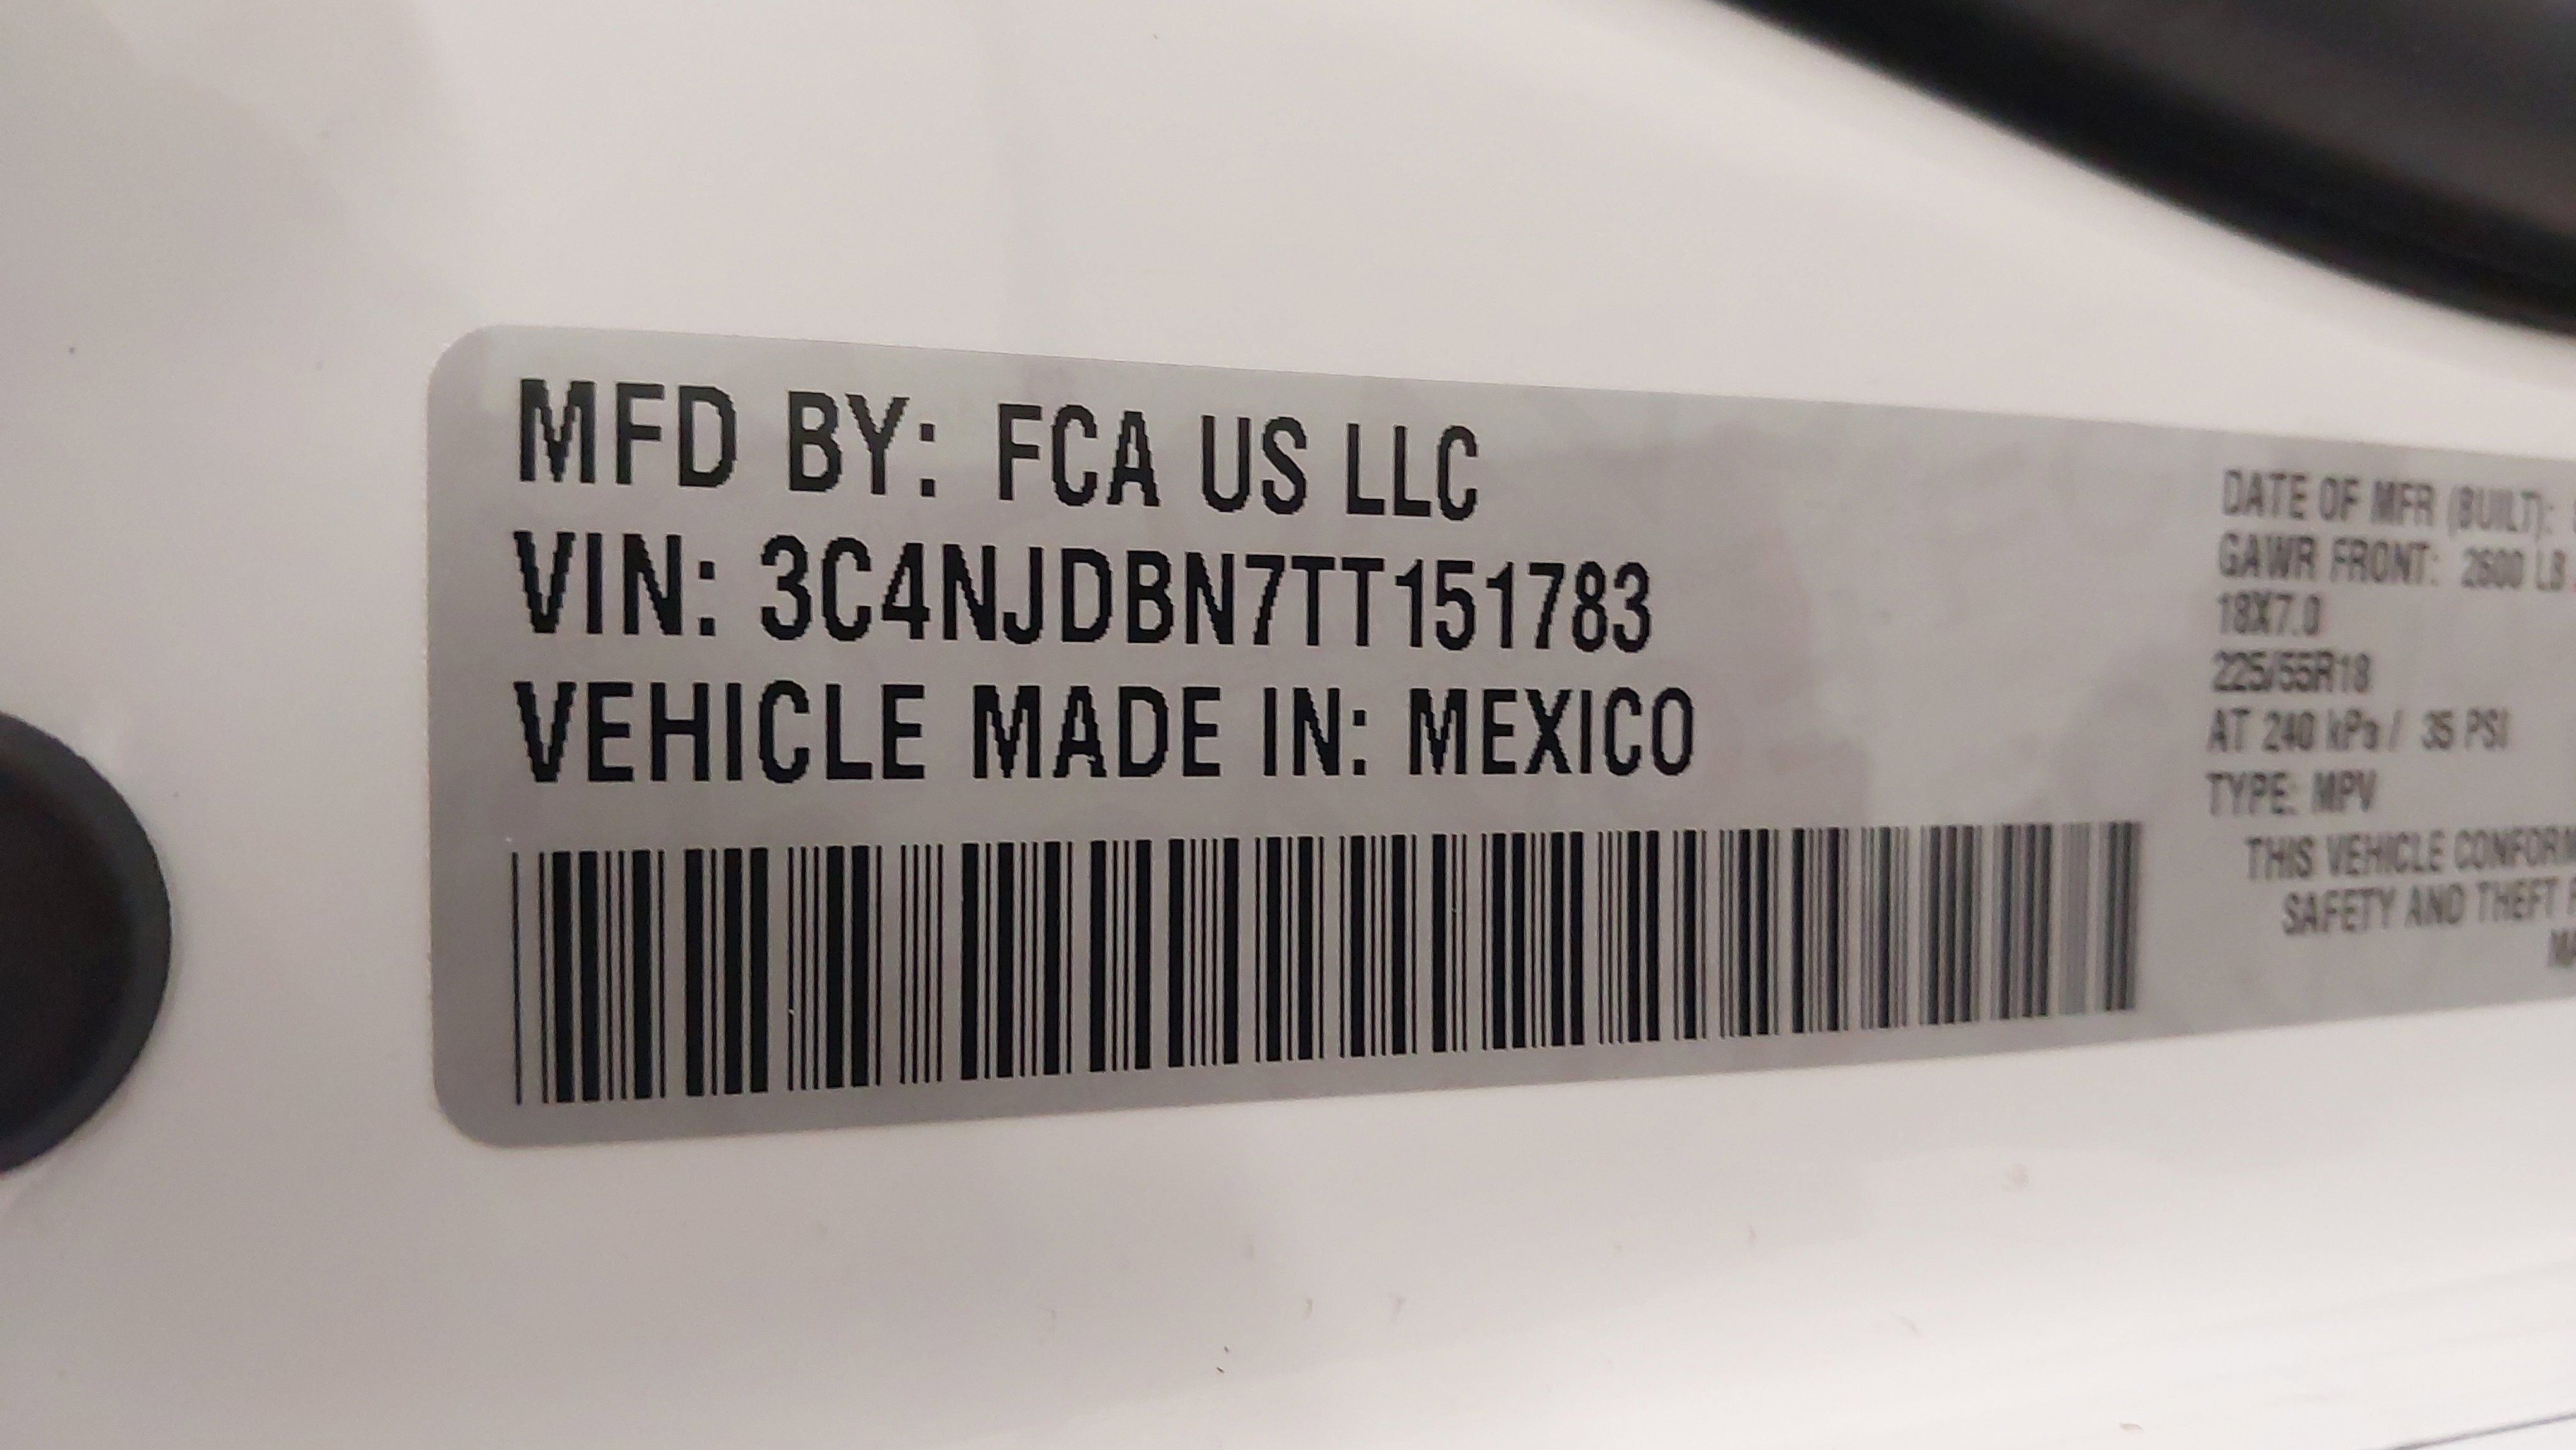 MFD BY: FCA US LLC
VIN: 3C4NJDBN7TT151783
VEHICLE MADE IN: MEXICO
DATE OF MFR (BUILT):
GAWR FRONT: 2600 LB
18X7.0
225/55R18
AT 240 kPa / 35 PSI
TYPE: MPV
THIS VEHICLE CONFORM
SAFETY AND THEFT